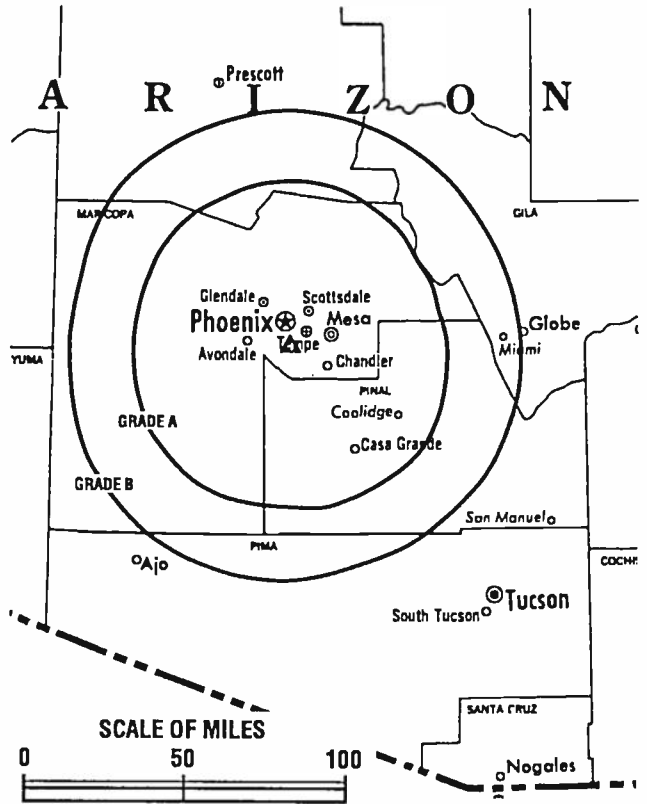 Prescott
A R I Z O N
MARICOPA
GILA
Glendale
Scottsdale
Phoenix
Mesa
Tempe
Globe
Miami
Avondale
YUMA
Chandler
PINAL
Coolidge
GRADE A
Casa Grande
GRADE B
San Manuel
PIMA
Ajo
COCHIS
Tucson
South Tucson
SANTA CRUZ
SCALE OF MILES
0 50 100
Nogales